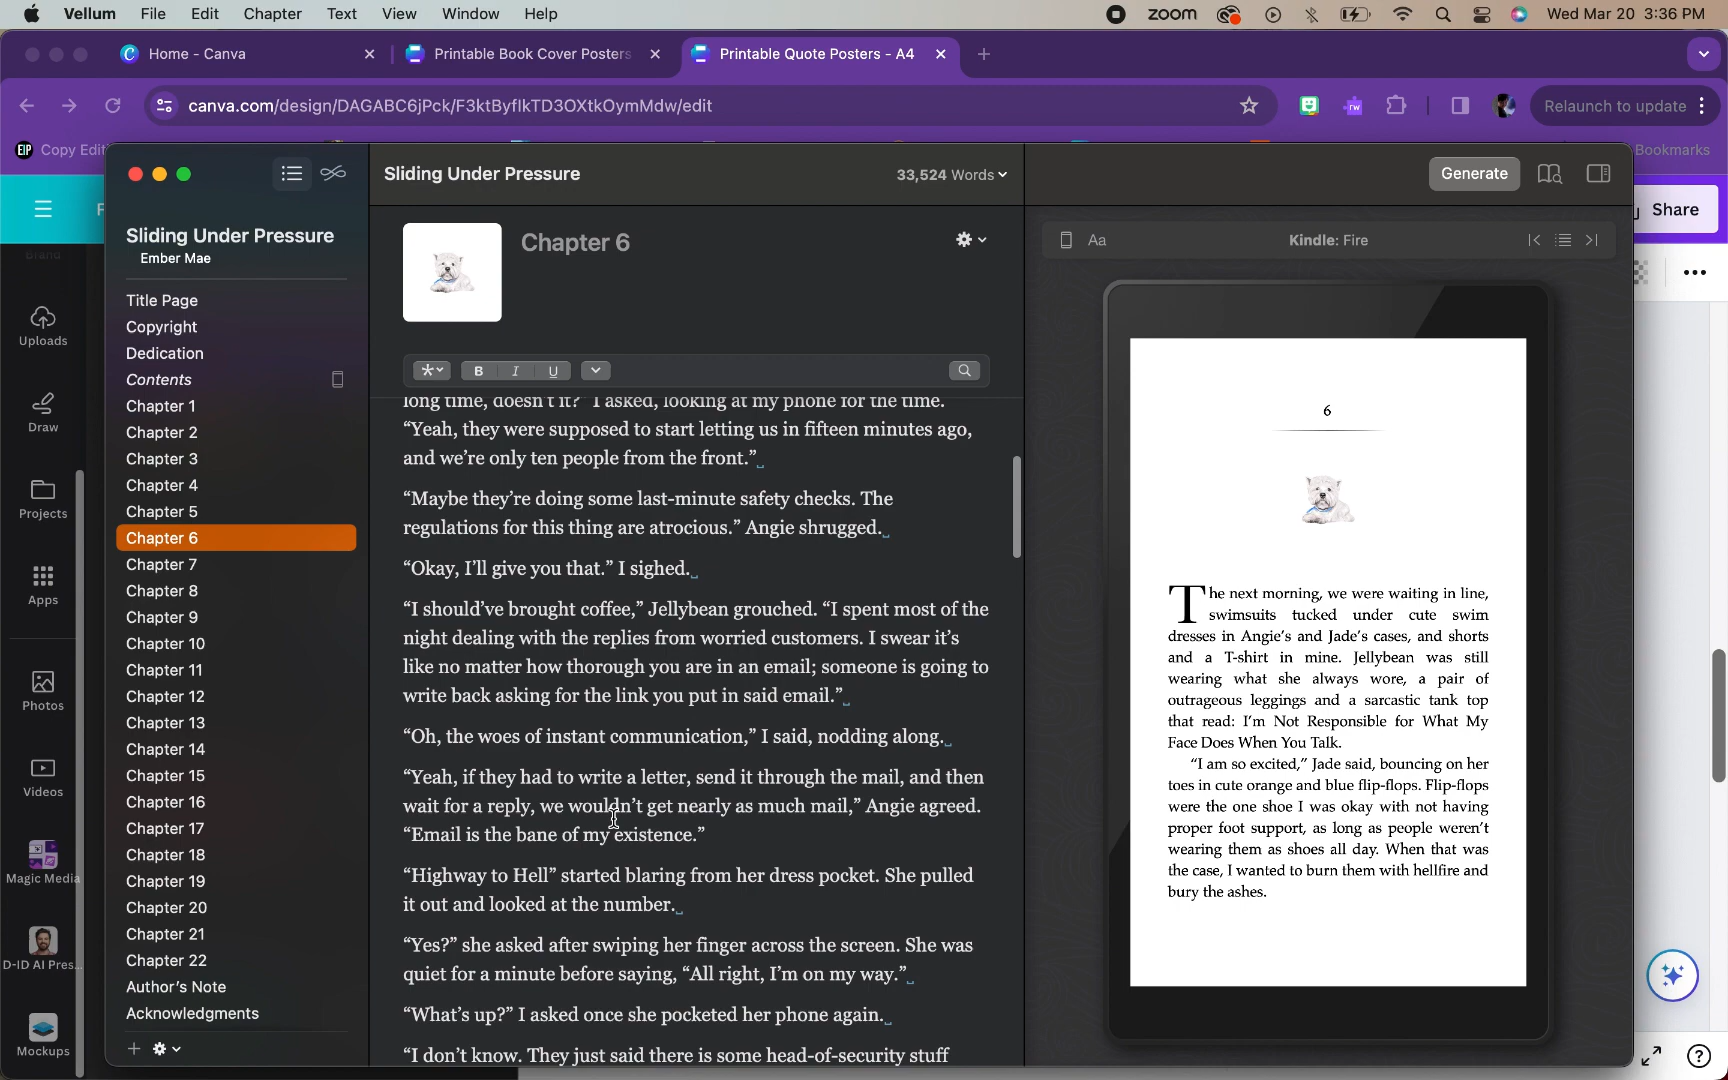 Vellum File Edit Chapter Text View Window Help zoom Wed Mar 20 3:36 PM
Home - Canva Printable Book Cover Posters Printable Quote Posters - A4
canva.com/design/DAGABC6jPck/F3ktByflkTD3OXtkOymMdw/edit Relaunch to update
EIP Copy Edit Bookmarks
Sliding Under Pressure 33,524 Words Generate
Share
Sliding Under Pressure
Ember Mae
Chapter 6
Kindle: Fire
Aa
Title Page
Copyright
Dedication
Contents
Chapter 1
Chapter 2
Chapter 3
Chapter 4
Chapter 5
Chapter 6
Chapter 7
Chapter 8
Chapter 9
Chapter 10
Chapter 11
Chapter 12
Chapter 13
Chapter 14
Chapter 15
Chapter 16
Chapter 17
Chapter 18
Chapter 19
Chapter 20
Chapter 21
Chapter 22
Author's Note
Acknowledgments
Brand
Uploads
Draw
Projects
Apps
Photos
Videos
Magic Media
D-ID AI Pres...
Mockups
B I U
long time, doesn't it?" I asked, looking at my phone for the time.
“Yeah, they were supposed to start letting us in fifteen minutes ago,
and we’re only ten people from the front.”
“Maybe they’re doing some last-minute safety checks. The
regulations for this thing are atrocious.” Angie shrugged.
“Okay, I’ll give you that.” I sighed.
“I should’ve brought coffee,” Jellybean grouched. “I spent most of the
night dealing with the replies from worried customers. I swear it’s
like no matter how thorough you are in an email; someone is going to
write back asking for the link you put in said email.”
“Oh, the woes of instant communication,” I said, nodding along.
“Yeah, if they had to write a letter, send it through the mail, and then
wait for a reply, we wouldn’t get nearly as much mail,” Angie agreed.
“Email is the bane of my existence.”
“Highway to Hell” started blaring from her dress pocket. She pulled
it out and looked at the number.
“Yes?” she asked after swiping her finger across the screen. She was
quiet for a minute before saying, “All right, I’m on my way.”
“What’s up?” I asked once she pocketed her phone again.
“I don’t know. They just said there is some head-of-security stuff
6
The next morning, we were waiting in line,
swimsuits tucked under cute swim
dresses in Angie’s and Jade’s cases, and shorts
and a T-shirt in mine. Jellybean was still
wearing what she always wore, a pair of
outrageous leggings and a sarcastic tank top
that read: I’m Not Responsible for What My
Face Does When You Talk.
“I am so excited,” Jade said, bouncing on her
toes in cute orange and blue flip-flops. Flip-flops
were the one shoe I was okay with not having
proper foot support, as long as people weren’t
wearing them as shoes all day. When that was
the case, I wanted to burn them with hellfire and
bury the ashes.